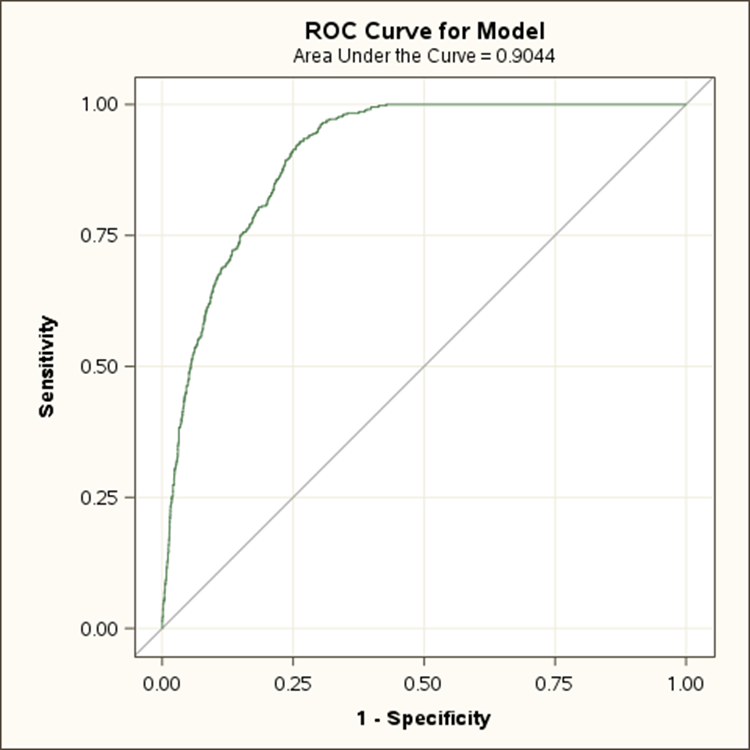 ROC Curve for Model
Area Under the Curve = 0.9044
1.00
0.75
0.50
0.25
0.00
Sensitivity
0.00 0.25 0.50 0.75 1.00
1 - Specificity